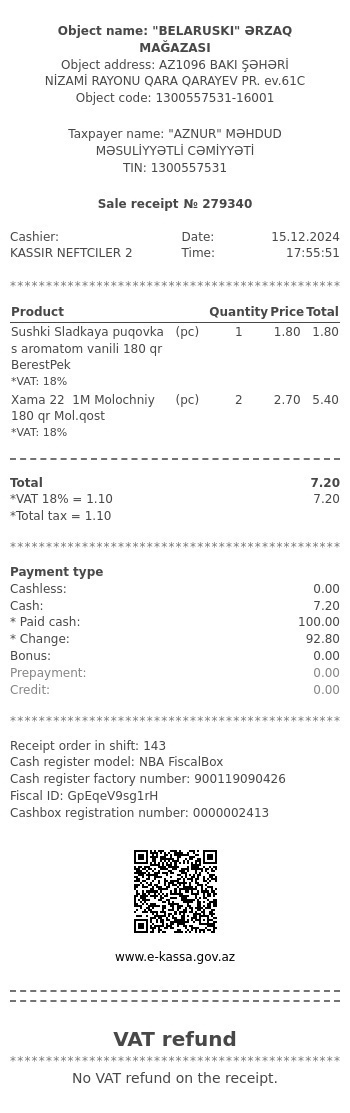 Object name: "BELARUSKI" ƏRZAQ
MAĞAZASI
Object address: AZ1096 BAKI ŞƏHƏRİ
NİZAMİ RAYONU QARA QARAYEV PR. ev.61C
Object code: 1300557531-16001
Taxpayer name: "AZNUR" MƏHDUD
MƏSULİYYƏTLİ CƏMİYYƏTİ
TIN: 1300557531
Sale receipt № 279340
Cashier: Date: 15.12.2024
KASSIR NEFTCILER 2 Time: 17:55:51
********************************************
Product Quantity Price Total
Sushki Sladkaya puqovka (pc) 1 1.80 1.80
s aromatom vanili 180 qr
BerestPek
*VAT: 18%
Xama 22 1M Molochniy (pc) 2 2.70 5.40
180 qr Mol.qost
*VAT: 18%
Total 7.20
*VAT 18% = 1.10 7.20
*Total tax = 1.10
********************************************
Payment type
Cashless: 0.00
Cash: 7.20
* Paid cash: 100.00
* Change: 92.80
Bonus: 0.00
Prepayment: 0.00
Credit: 0.00
********************************************
Receipt order in shift: 143
Cash register model: NBA FiscalBox
Cash register factory number: 900119090426
Fiscal ID: GpEqeV9sg1rH
Cashbox registration number: 0000002413
www.e-kassa.gov.az
VAT refund
********************************************
No VAT refund on the receipt.